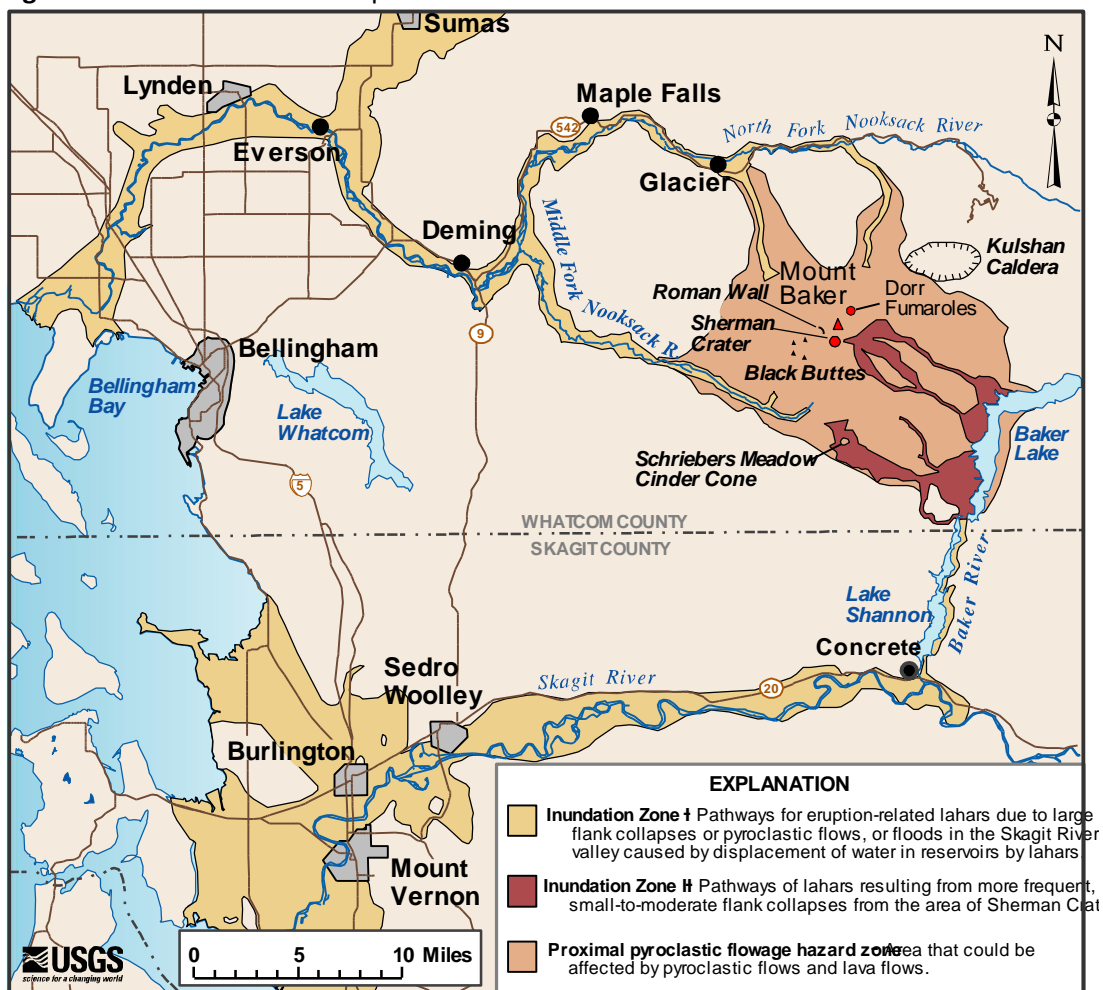 Sumas
Lynden
Everson
Maple Falls
542
North Fork Nooksack River
N
Glacier
Deming
Middle Fork Nooksack R.
Kulshan
Caldera
Mount
Baker
Roman Wall
Dorr
Fumaroles
Sherman
Crater
Black Buttes
9
Bellingham
Bellingham
Bay
Lake
Whatcom
5
Baker
Lake
Schriebers Meadow
Cinder Cone
WHATCOM COUNTY
SKAGIT COUNTY
Lake
Shannon
Baker River
Concrete
Sedro
Woolley
Skagit River
20
Burlington
Mount
Vernon
EXPLANATION
Inundation Zone I Pathways for eruption-related lahars due to large
flank collapses or pyroclastic flows, or floods in the Skagit River
valley caused by displacement of water in reservoirs by lahars.
Inundation Zone II Pathways of lahars resulting from more frequent,
small-to-moderate flank collapses from the area of Sherman Crat
Proximal pyroclastic flowage hazard zone Area that could be
affected by pyroclastic flows and lava flows.
0 5 10 Miles
USGS
science for a changing world